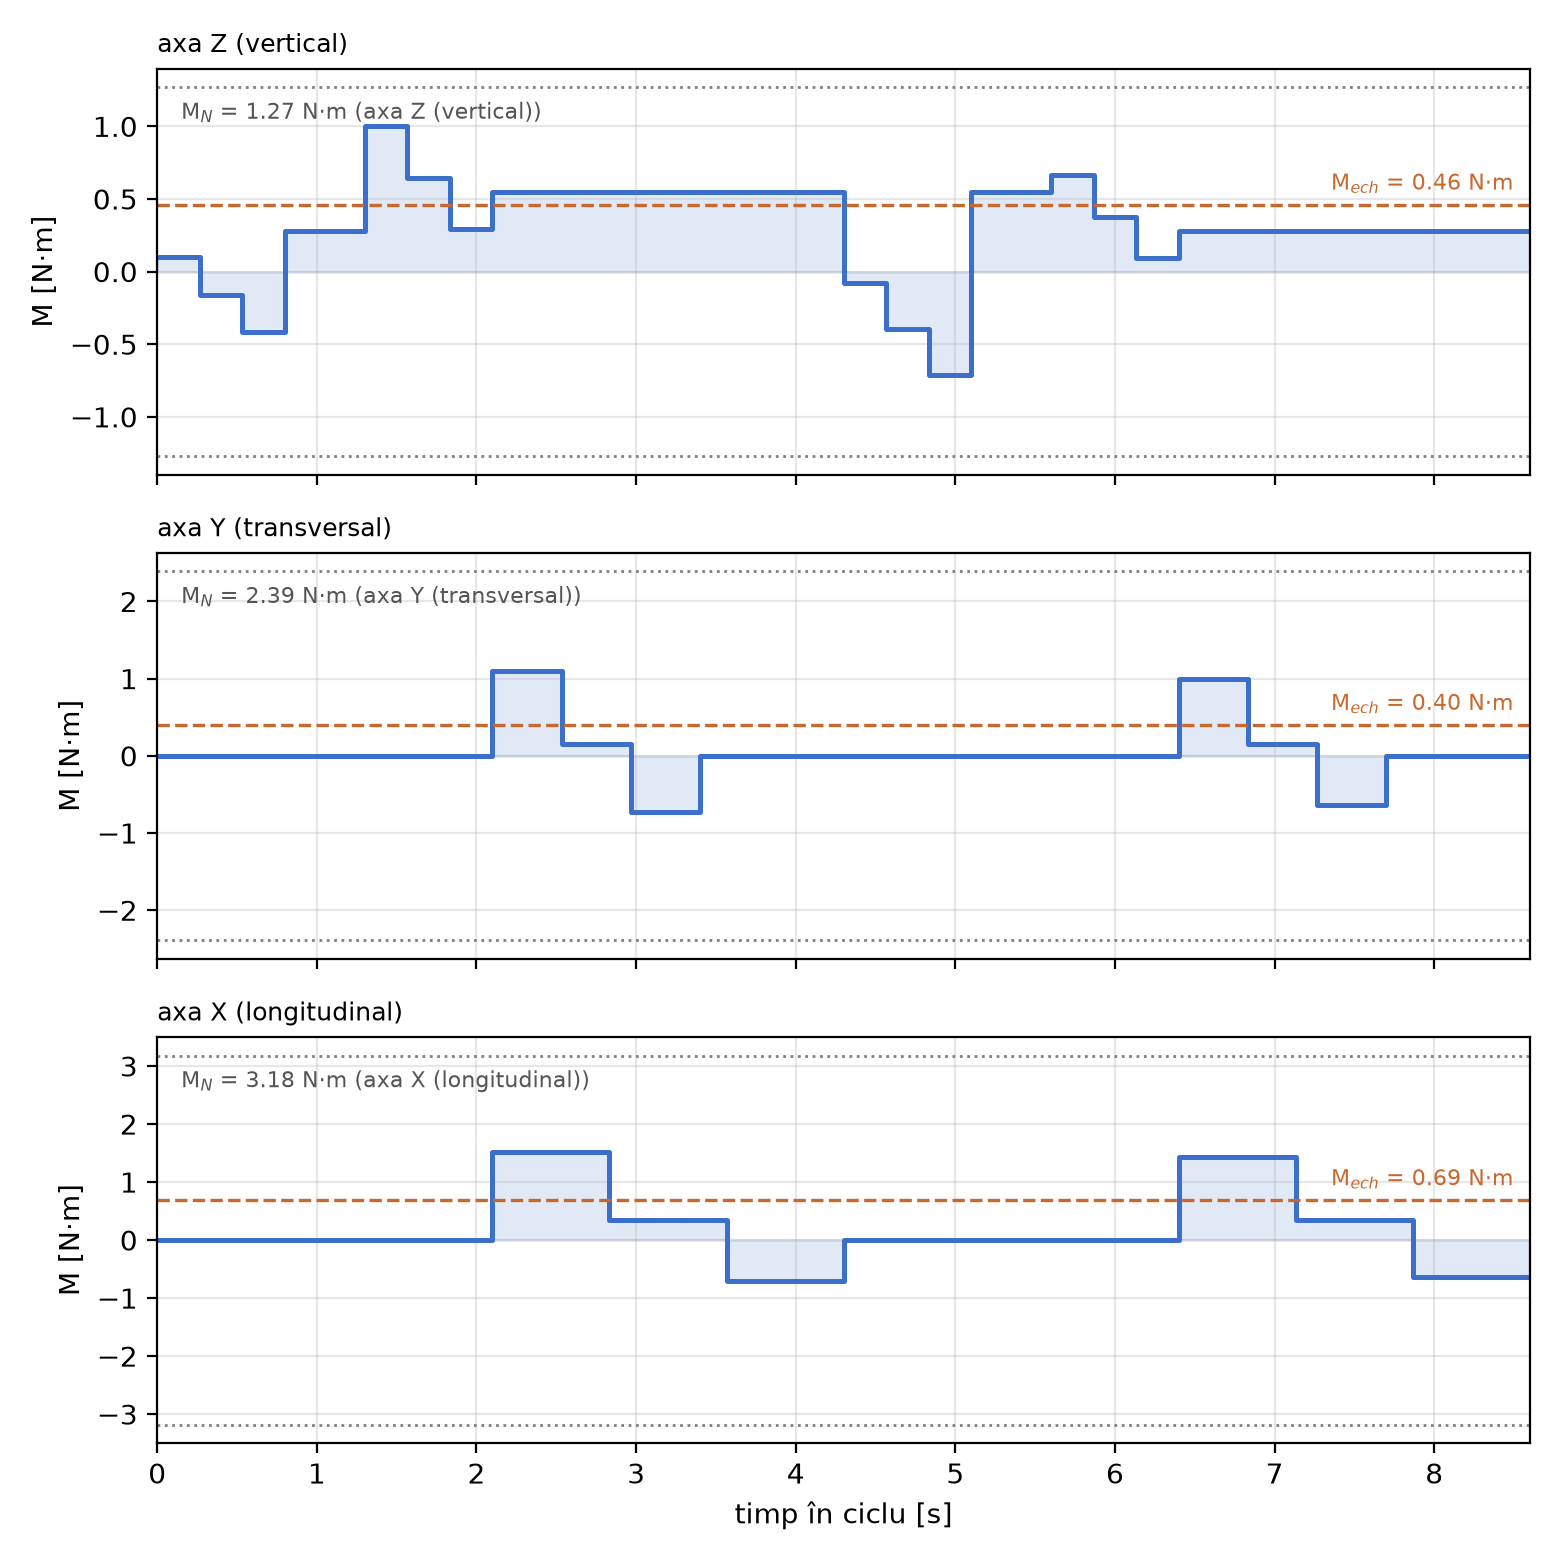 axa Z (vertical)
M_N = 1.27 N·m (axa Z (vertical))
M_ech = 0.46 N·m
1.0
0.5
0.0
−0.5
−1.0
M [N·m]
axa Y (transversal)
M_N = 2.39 N·m (axa Y (transversal))
M_ech = 0.40 N·m
2
1
0
−1
−2
M [N·m]
axa X (longitudinal)
M_N = 3.18 N·m (axa X (longitudinal))
M_ech = 0.69 N·m
3
2
1
0
−1
−2
−3
M [N·m]
0 1 2 3 4 5 6 7 8
timp în ciclu [s]